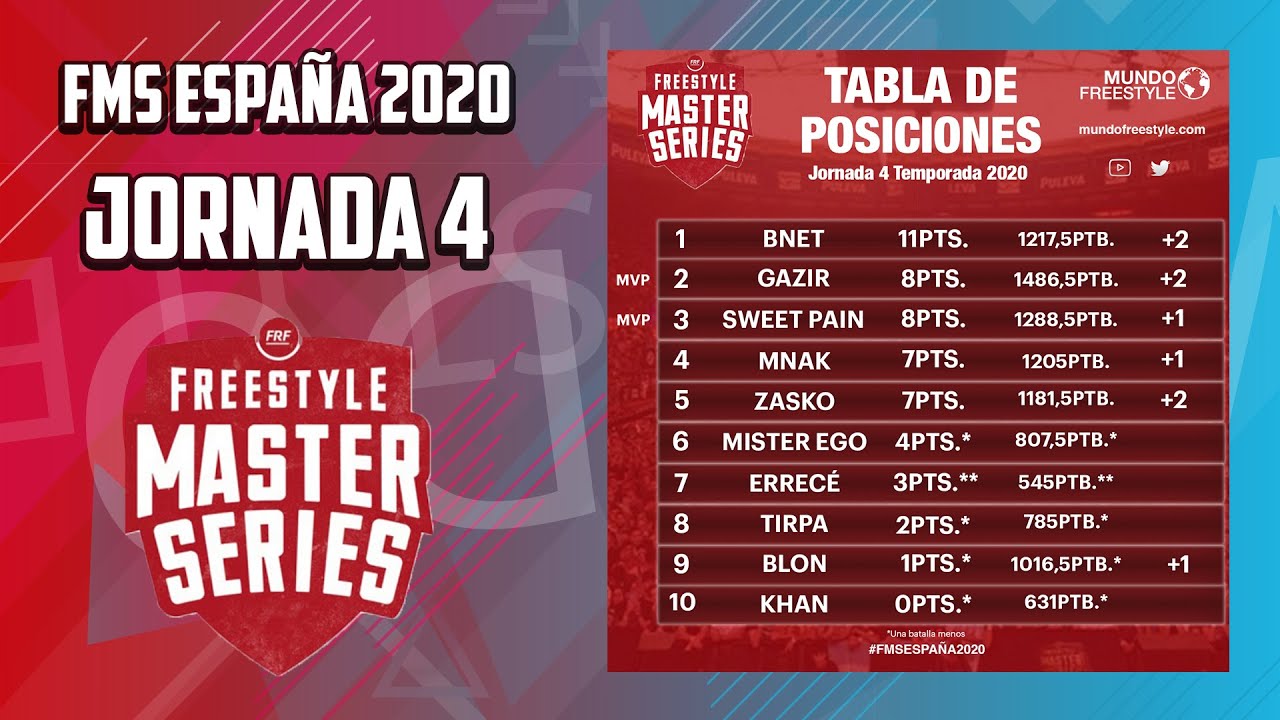 FMS ESPAÑA 2020
JORNADA 4
FRF
FREESTYLE
MASTER
SERIES
FRF
FREESTYLE
MASTER
SERIES
TABLA DE
POSICIONES
Jornada 4 Temporada 2020
MUNDO
FREESTYLE
mundofreestyle.com
1 BNET 11PTS. 1217,5PTB. +2
MVP 2 GAZIR 8PTS. 1486,5PTB. +2
MVP 3 SWEET PAIN 8PTS. 1288,5PTB. +1
4 MNAK 7PTS. 1205PTB. +1
5 ZASKO 7PTS. 1181,5PTB. +2
6 MISTER EGO 4PTS.* 807,5PTB.*
7 ERRECÉ 3PTS.** 545PTB.**
8 TIRPA 2PTS.* 785PTB.*
9 BLON 1PTS.* 1016,5PTB.* +1
10 KHAN 0PTS.* 631PTB.*
*Una batalla menos
#FMSESPAÑA2020